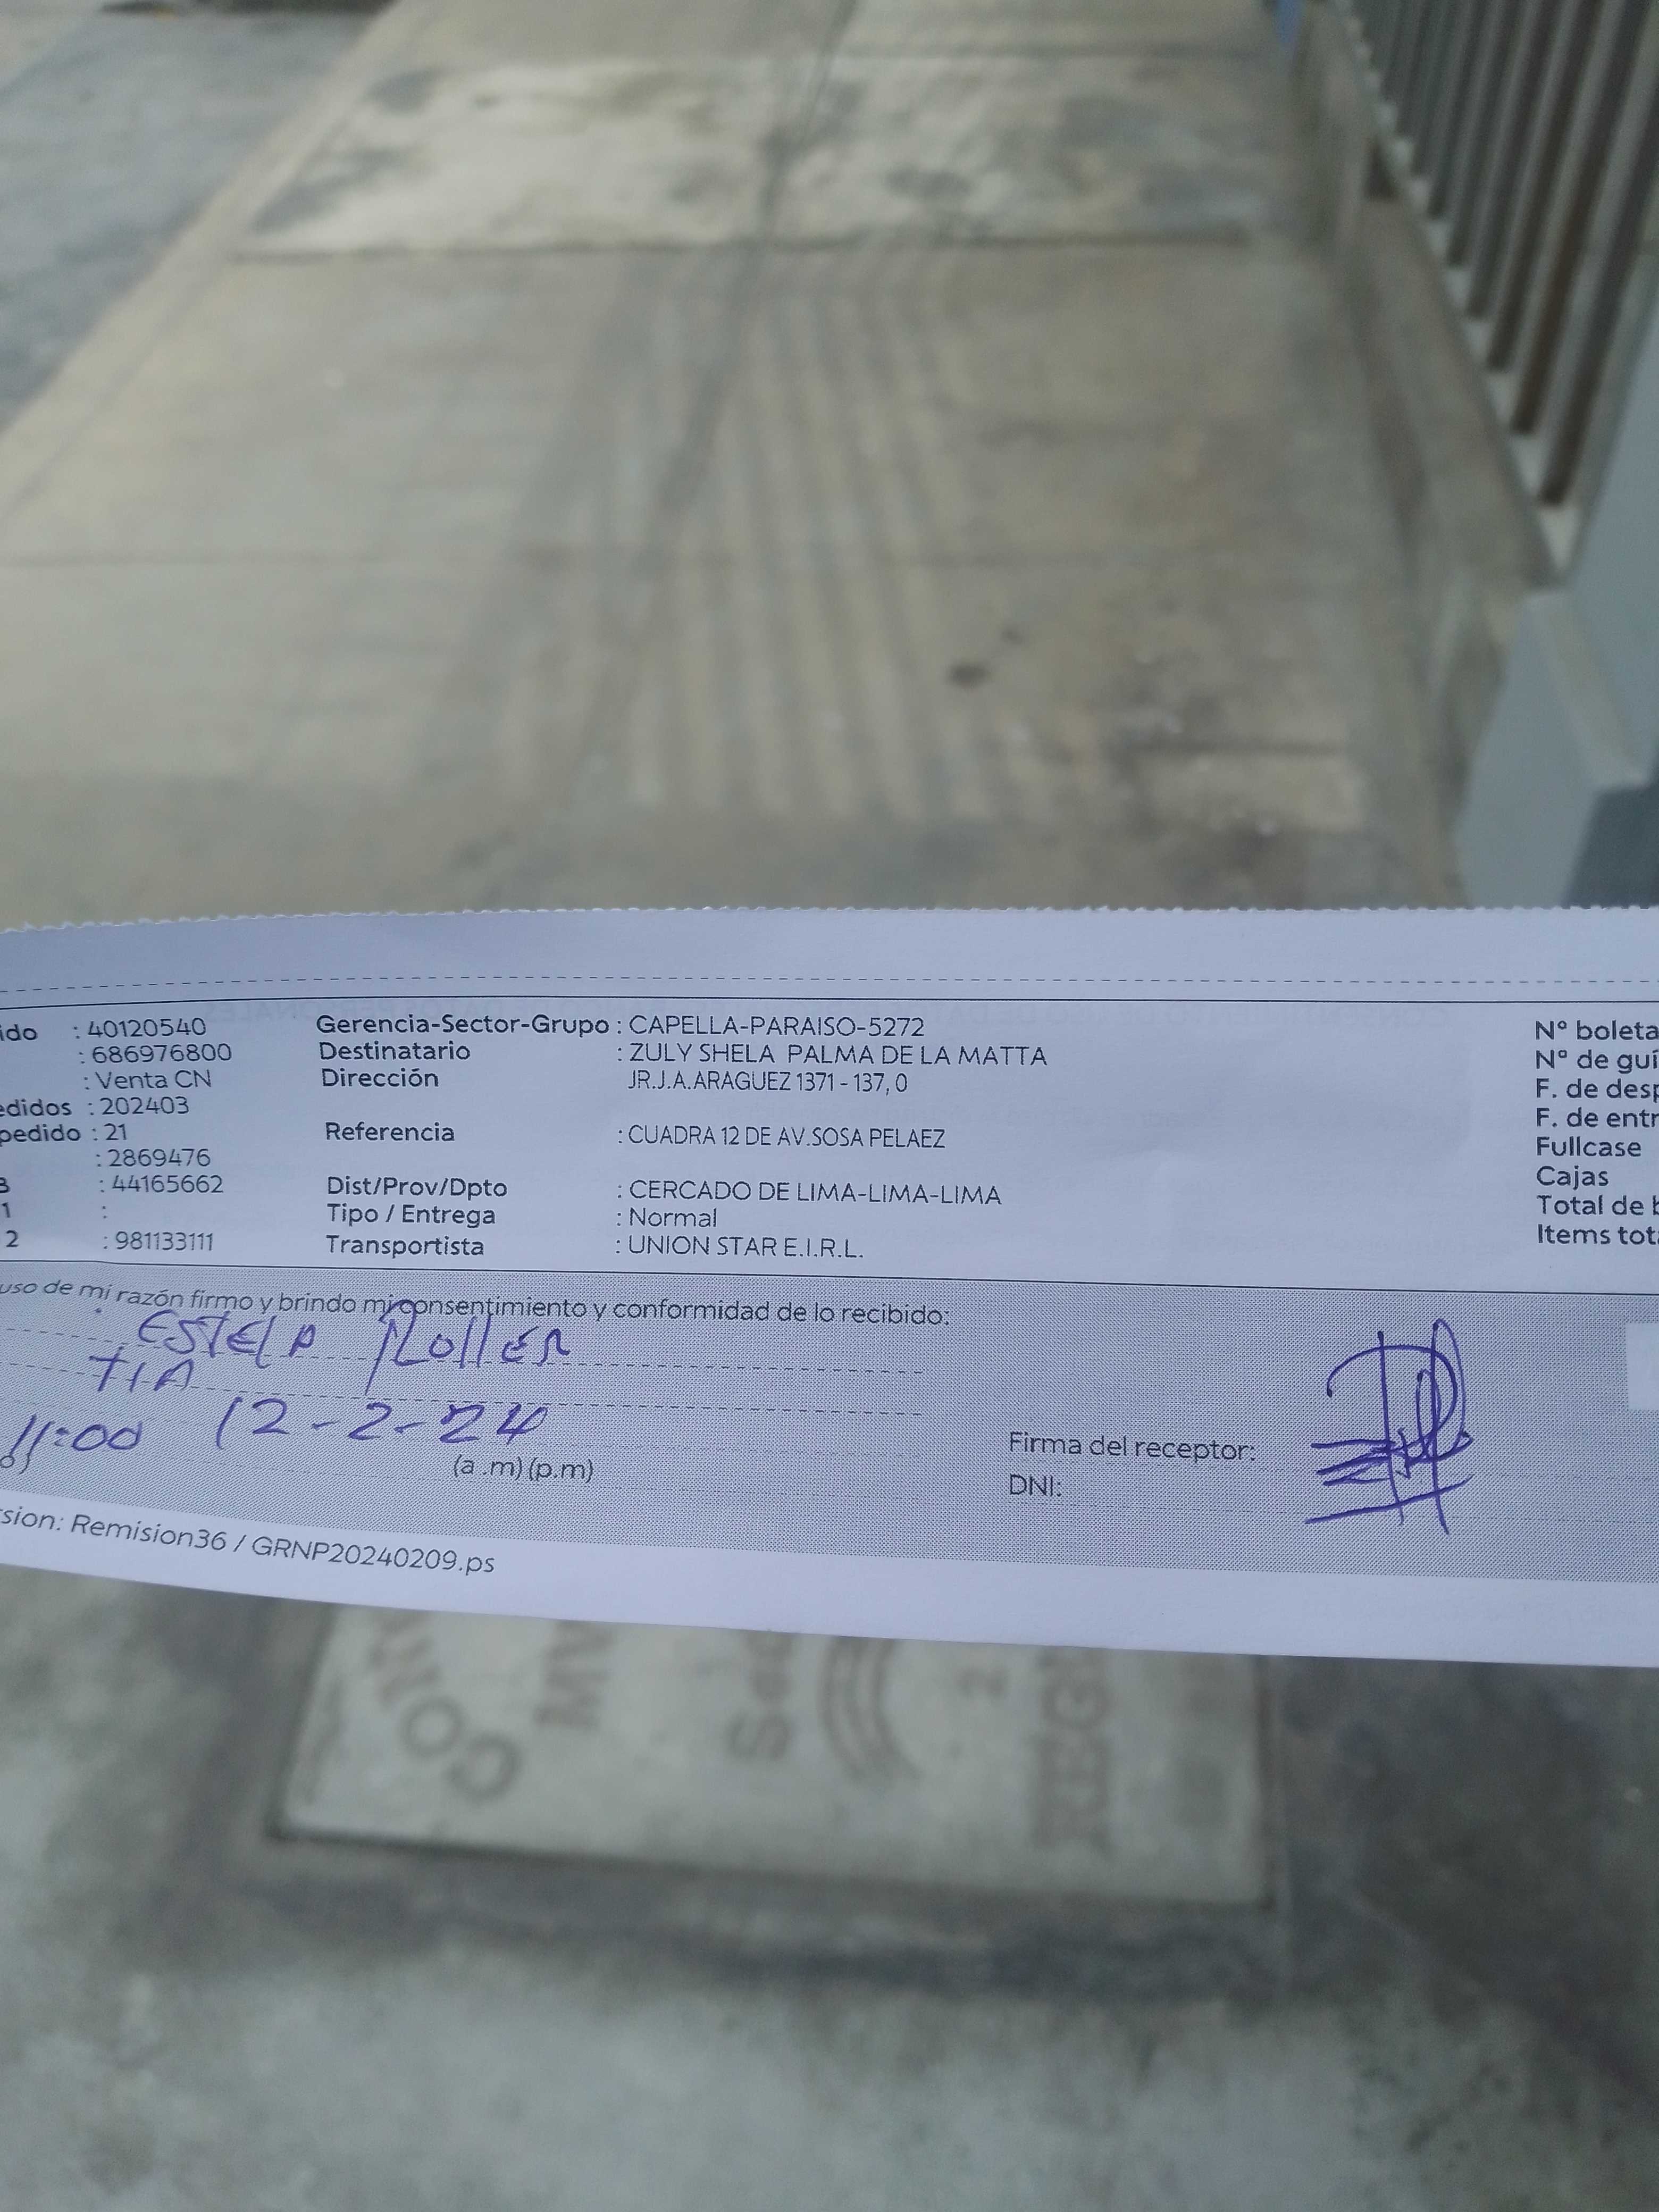 ido : 40120540
: 686976800
: Venta CN
edidos : 202403
pedido : 21
: 2869476
3 : 44165662
1 :
2 : 981133111
Gerencia-Sector-Grupo : CAPELLA-PARAISO-5272
Destinatario : ZULY SHELA PALMA DE LA MATTA
Dirección JR.J.A.ARAGUEZ 1371 - 137, 0
Referencia : CUADRA 12 DE AV.SOSA PELAEZ
Dist/Prov/Dpto : CERCADO DE LIMA-LIMA-LIMA
Tipo / Entrega : Normal
Transportista : UNION STAR E.I.R.L.
Nº boleta
Nº de guí
F. de desp
F. de entr
Fullcase
Cajas
Total de b
Items tot
uso de mi razón firmo y brindo mi consentimiento y conformidad de lo recibido:
ESTELA
TIA
11:00 12-2-24
(a .m) (p.m)
Firma del receptor:
DNI:
sion: Remision36 / GRNP20240209.ps